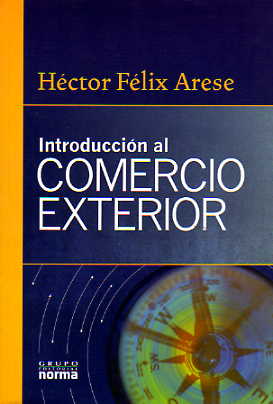 Héctor Félix Arese
Introducción al
COMERCIO
EXTERIOR
GRUPO
EDITORIAL
norma